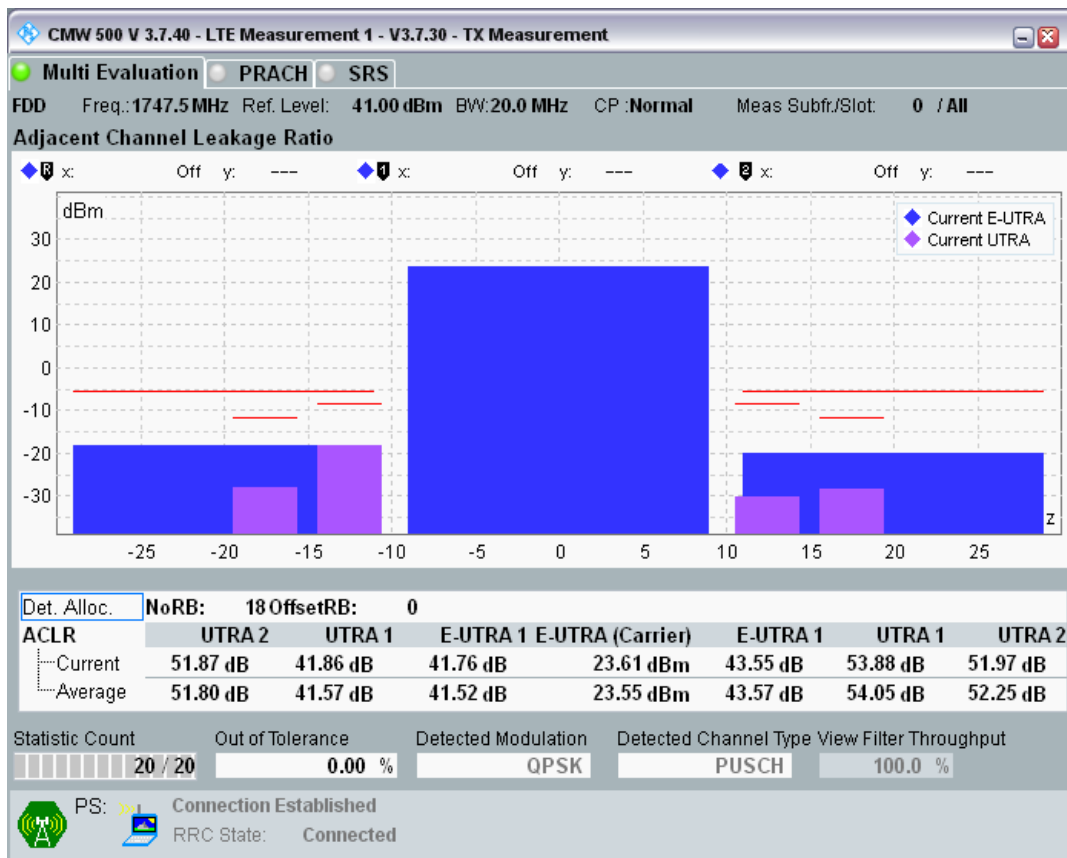 CMW 500 V 3.7.40 - LTE Measurement 1 - V3.7.30 - TX Measurement
Multi Evaluation PRACH SRS
FDD Freq.: 1747.5 MHz Ref. Level: 41.00 dBm BW: 20.0 MHz CP :Normal Meas Subfr./Slot: 0 / All
Adjacent Channel Leakage Ratio
R x: Off y: --- 1 x: Off y: --- 2 x: Off y: ---
dBm
Current E-UTRA
Current UTRA
30
20
10
0
-10
-20
-30
z
-25 -20 -15 -10 -5 0 5 10 15 20 25
Det. Alloc. NoRB: 18 OffsetRB: 0
ACLR UTRA 2 UTRA 1 E-UTRA 1 E-UTRA (Carrier) E-UTRA 1 UTRA 1 UTRA 2
Current 51.87 dB 41.86 dB 41.76 dB 23.61 dBm 43.55 dB 53.88 dB 51.97 dB
Average 51.80 dB 41.57 dB 41.52 dB 23.55 dBm 43.57 dB 54.05 dB 52.25 dB
Statistic Count Out of Tolerance Detected Modulation Detected Channel Type View Filter Throughput
20 / 20 0.00 % QPSK PUSCH 100.0 %
PS: Connection Established
RRC State: Connected